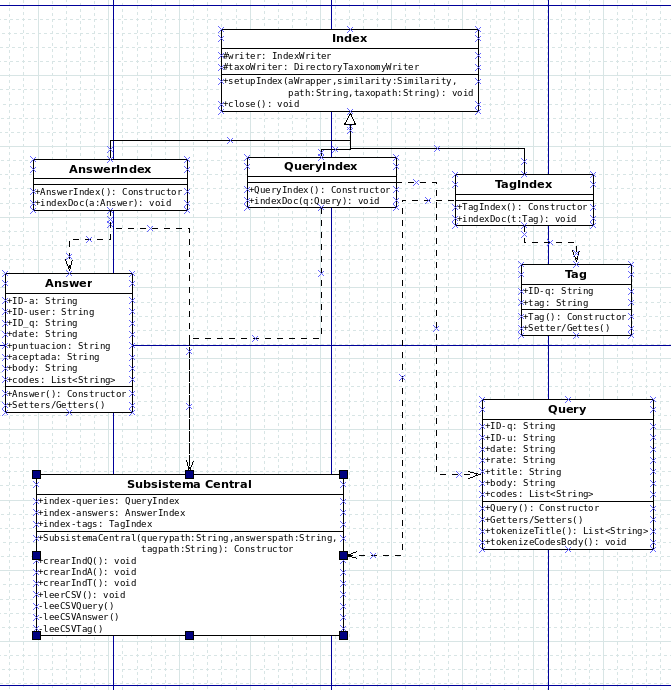 Index
#writer: IndexWriter
#taxoWriter: DirectoryTaxonomyWriter
+setupIndex(aWrapper,similarity:Similarity,
path:String,taxopath:String): void
+close(): void
AnswerIndex
+AnswerIndex(): Constructor
+indexDoc(a:Answer): void
QueryIndex
+QueryIndex(): Constructor
+indexDoc(q:Query): void
TagIndex
+TagIndex(): Constructor
+indexDoc(t:Tag): void
Answer
+ID-a: String
+ID-user: String
+ID_q: String
+date: String
+puntuacion: String
+aceptada: String
+body: String
+codes: List<String>
+Answer(): Constructor
+Setters/Getters()
Tag
+ID-q: String
+tag: String
+Tag(): Constructor
+Setter/Gettes()
Query
+ID-q: String
+ID-u: String
+date: String
+rate: String
+title: String
+body: String
+codes: List<String>
+Query(): Constructor
+Getters/Setters()
+tokenizeTitle(): List<String>
+tokenizeCodesBody(): void
Subsistema Central
+index-queries: QueryIndex
+index-answers: AnswerIndex
+index-tags: TagIndex
+SubsistemaCentral(querypath:String,answerspath:String,
tagpath:String): Constructor
+crearIndQ(): void
+crearIndA(): void
+crearIndT(): void
+leerCSV(): void
-leeCSVQuery()
-leeCSVAnswer()
-leeCSVTag()